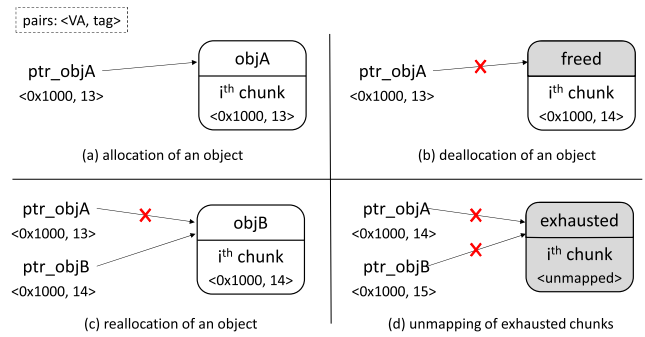 pairs: <VA, tag>
ptr_objA
<0x1000, 13>
objA
iᵗʰ chunk
<0x1000, 13>
(a) allocation of an object
ptr_objA
<0x1000, 13>
freed
iᵗʰ chunk
<0x1000, 14>
(b) deallocation of an object
ptr_objA
<0x1000, 13>
ptr_objB
<0x1000, 14>
objB
iᵗʰ chunk
<0x1000, 14>
(c) reallocation of an object
ptr_objA
<0x1000, 14>
ptr_objB
<0x1000, 15>
exhausted
iᵗʰ chunk
<unmapped>
(d) unmapping of exhausted chunks